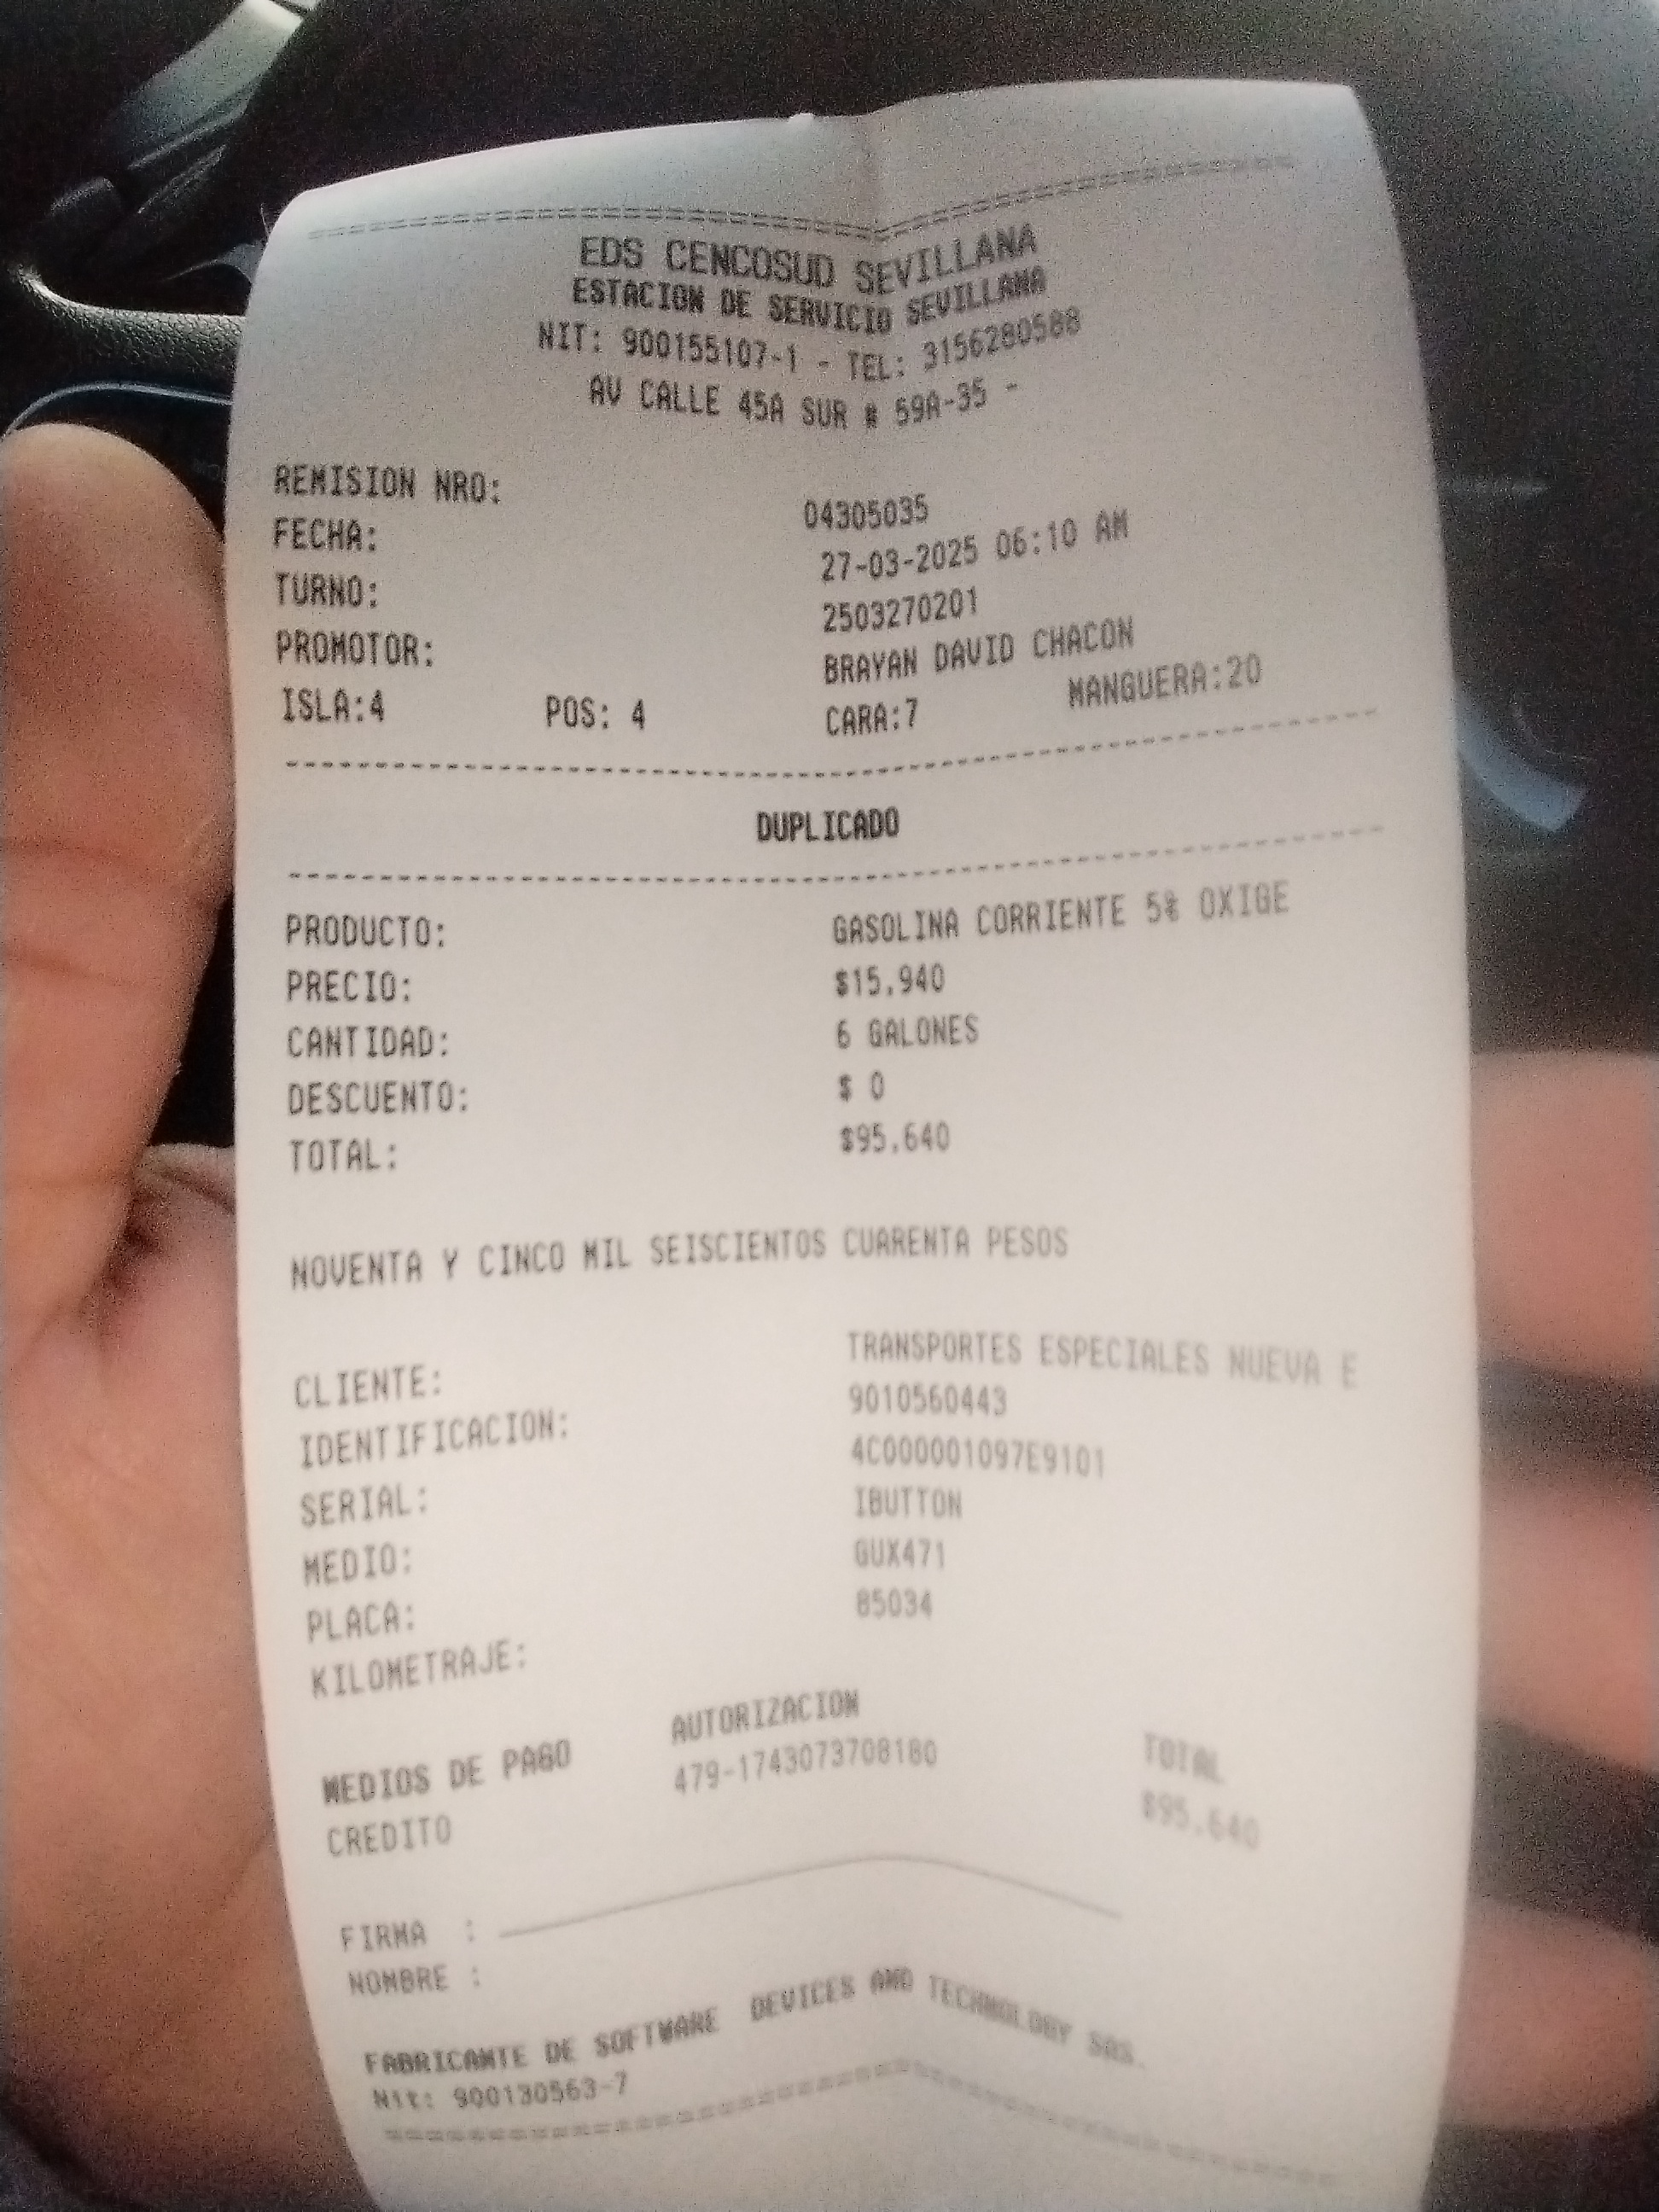 ================================
EDS CENCOSUD SEVILLANA
ESTACION DE SERVICIO SEVILLANA
NIT: 900155107-1 - TEL: 3156280588
AV CALLE 45A SUR # 59A-35 -
REMISION NRO: 04305035
FECHA: 27-03-2025 06:10 AM
TURNO: 2503270201
PROMOTOR: BRAYAN DAVID CHACON
ISLA:4 POS: 4 CARA:7 MANGUERA:20
DUPLICADO
PRODUCTO: GASOLINA CORRIENTE 5% OXIGE
PRECIO: $15.940
CANTIDAD: 6 GALONES
DESCUENTO: $ 0
TOTAL: $95.640
NOVENTA Y CINCO MIL SEISCIENTOS CUARENTA PESOS
CLIENTE: TRANSPORTES ESPECIALES NUEVA E
IDENTIFICACION: 9010560443
SERIAL: 4C000001097E9101
MEDIO: IBUTTON
PLACA: GUX471
KILOMETRAJE: 85034
MEDIOS DE PAGO AUTORIZACION TOTAL
CREDITO 479-1743073708180 $95.640
FIRMA :
NOMBRE :
FABRICANTE DE SOFTWARE DEVICES AND TECHNOLOGY SAS.
Nit: 900130563-7